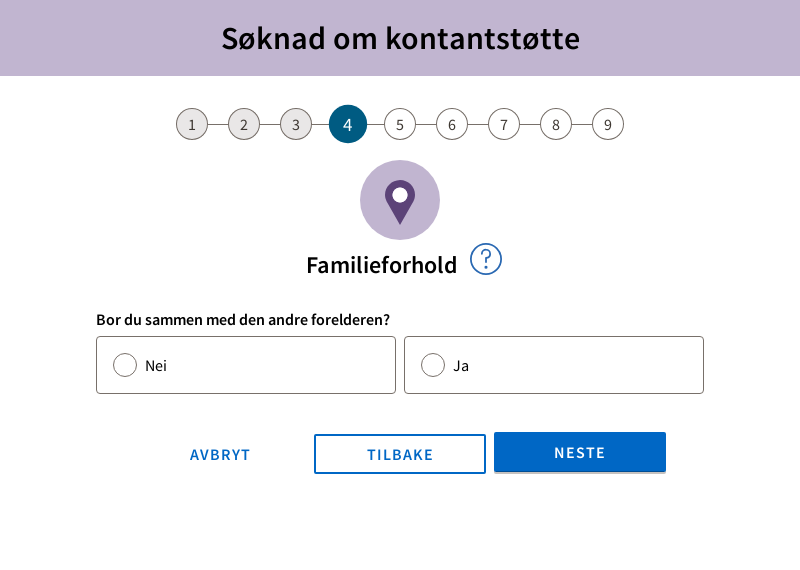 Søknad om kontantstøtte
1 2 3 4 5 6 7 8 9
Familieforhold ?
Bor du sammen med den andre forelderen?
Nei Ja
AVBRYT TILBAKE NESTE